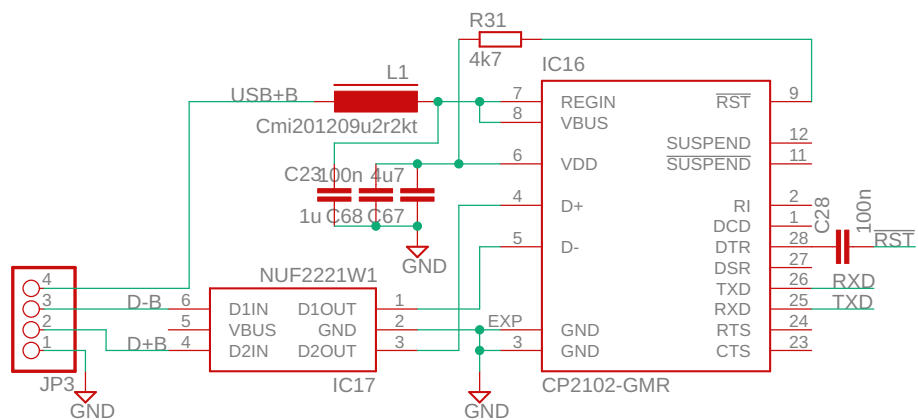 R31
4k7
IC16
L1
USB+B
Cmi201209u2r2kt
7 REGIN RST 9
8 VBUS
SUSPEND 12
6 VDD SUSPEND 11
C23 100n 4u7
1u C68 C67
GND
4 D+ RI 2
DCD 1
5 D- DTR 28
C28 100n RST
DSR 27
TXD 26 RXD
RXD 25 TXD
EXP GND RTS 24
3 GND CTS 23
CP2102-GMR
GND
NUF2221W1
6 D1IN D1OUT 1
5 VBUS GND 2
4 D2IN D2OUT 3
IC17
4
3 D-B
2 D+B
1
JP3
GND